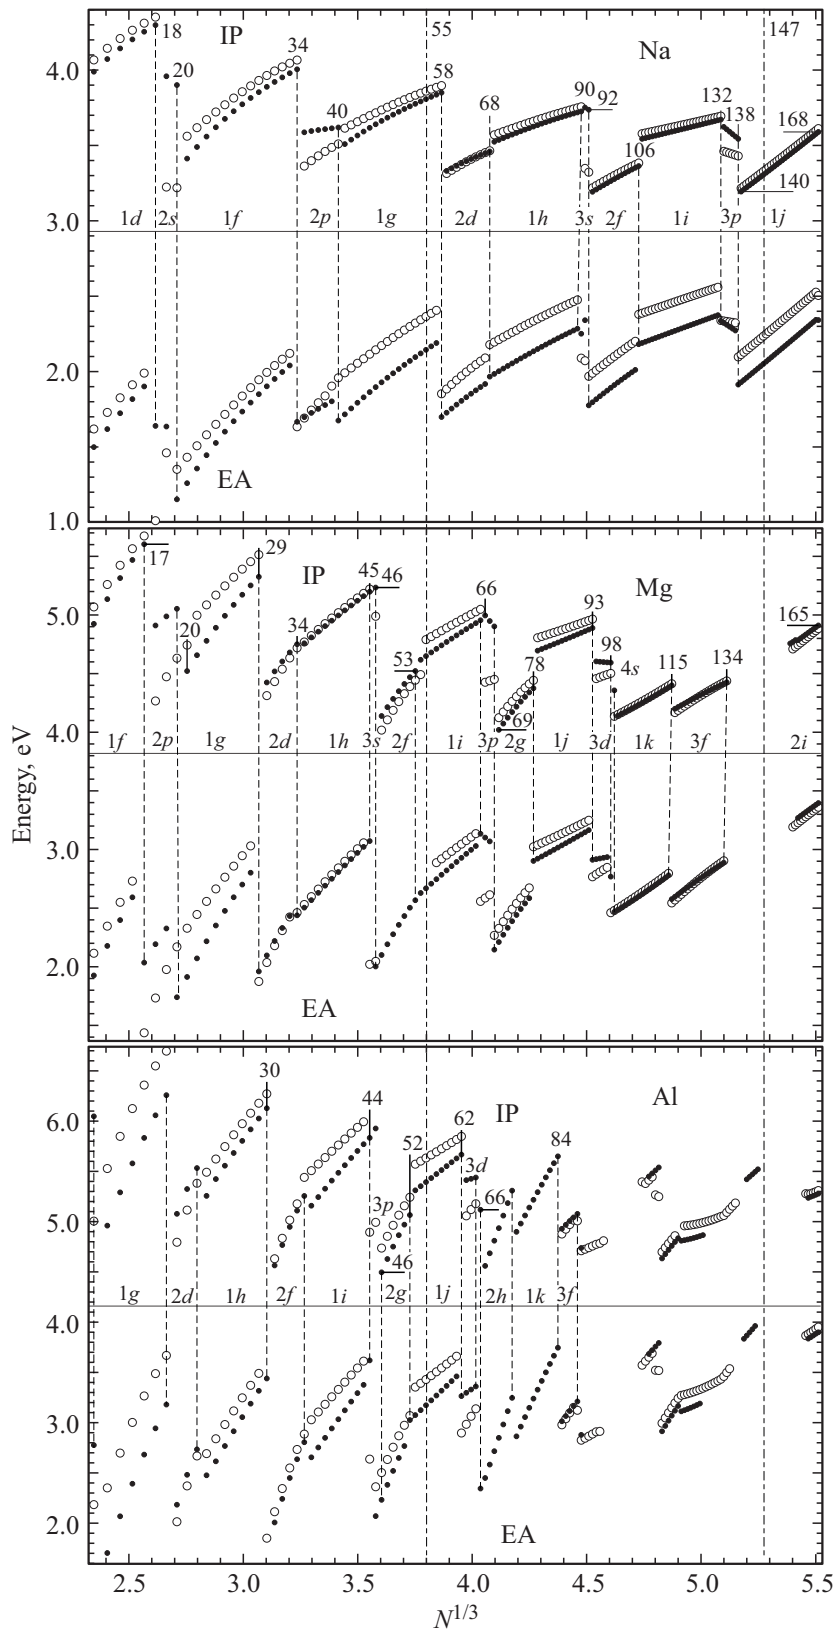 IP
Na
18
20
34
40
55
58
68
90
92
106
132
138
147
168
140
4.0
3.0
2.0
1.0
1d 2s 1f 2p 1g 2d 1h 3s 2f 1i 3p 1j
EA
IP
Mg
17
20
29
34
45
46
53
66
69
78
93
98
4s
115
134
165
5.0
4.0
3.0
2.0
1f 2p 1g 2d 1h 3s 2f 1i 3p 2g 1j 3d 1k 3f 2i
EA
Energy, eV
IP
Al
30
44
52
62
3d
66
84
3p
46
6.0
5.0
4.0
3.0
2.0
1g 2d 1h 2f 1i 2g 1j 2h 1k 3f
EA
2.5 3.0 3.5 4.0 4.5 5.0 5.5
N^{1/3}